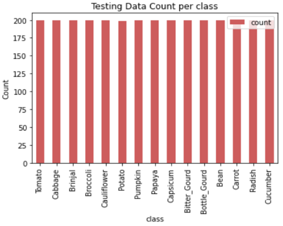 Testing Data Count per class
count
200
175
150
125
100
75
50
25
0
Count
Tomato
Cabbage
Brinjal
Broccoli
Cauliflower
Potato
Pumpkin
Papaya
Capsicum
Bitter_Gourd
Bottle_Gourd
Bean
Carrot
Radish
Cucumber
class